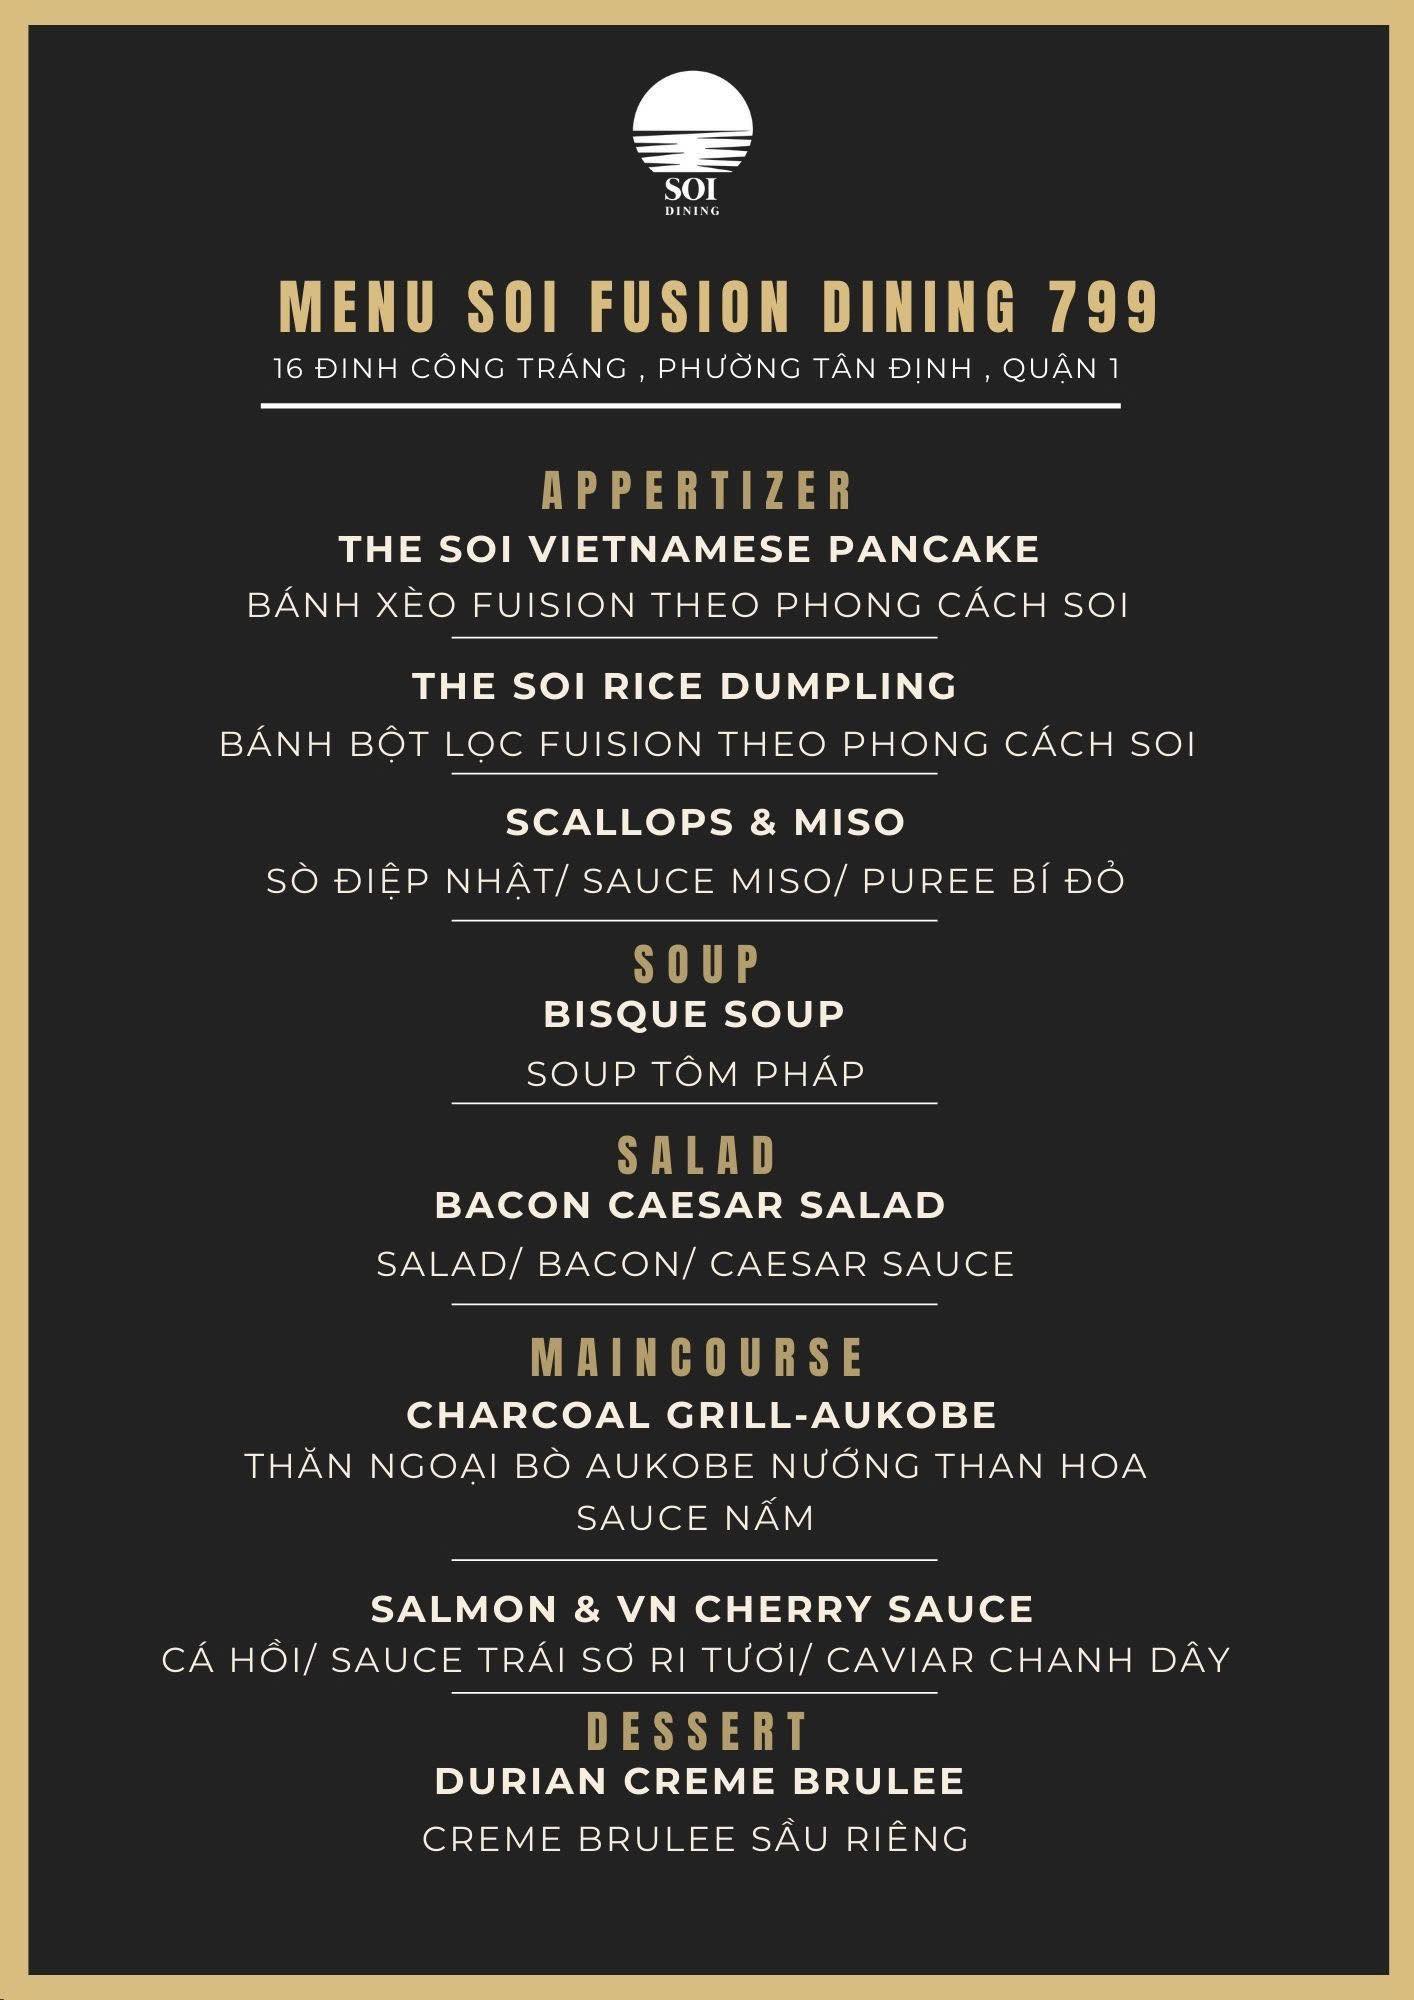 SOI
DINING
MENU SOI FUSION DINING 799
16 ĐINH CÔNG TRÁNG , PHƯỜNG TÂN ĐỊNH , QUẬN 1
APPERTIZER
THE SOI VIETNAMESE PANCAKE
BÁNH XÈO FUISION THEO PHONG CÁCH SOI
THE SOI RICE DUMPLING
BÁNH BỘT LỌC FUISION THEO PHONG CÁCH SOI
SCALLOPS & MISO
SÒ ĐIỆP NHẬT/ SAUCE MISO/ PUREE BÍ ĐỎ
SOUP
BISQUE SOUP
SOUP TÔM PHÁP
SALAD
BACON CAESAR SALAD
SALAD/ BACON/ CAESAR SAUCE
MAINCOURSE
CHARCOAL GRILL-AUKOBE
THĂN NGOẠI BÒ AUKOBE NƯỚNG THAN HOA
SAUCE NẤM
SALMON & VN CHERRY SAUCE
CÁ HỒI/ SAUCE TRÁI SƠ RI TƯƠI/ CAVIAR CHANH DÂY
DESSERT
DURIAN CREME BRULEE
CREME BRULEE SẦU RIÊNG